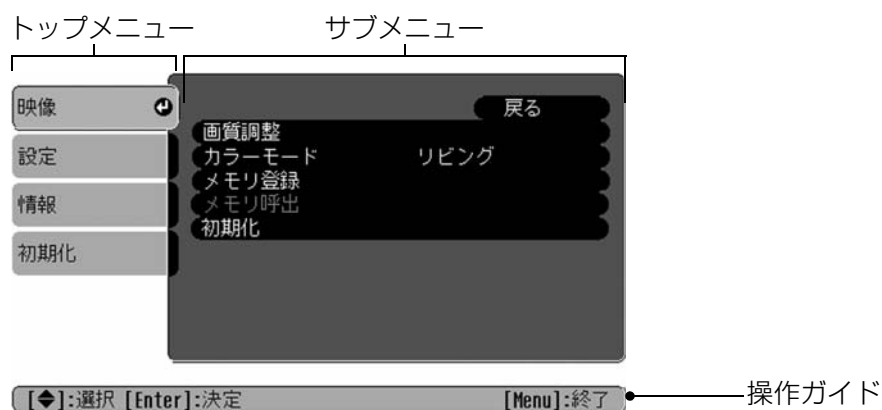 トップメニュー サブメニュー
映像 戻る
画質調整
設定 カラーモード リビング
メモリ登録
情報 メモリ呼出
初期化
初期化
[◆]:選択 [Enter]:決定 [Menu]:終了 操作ガイド